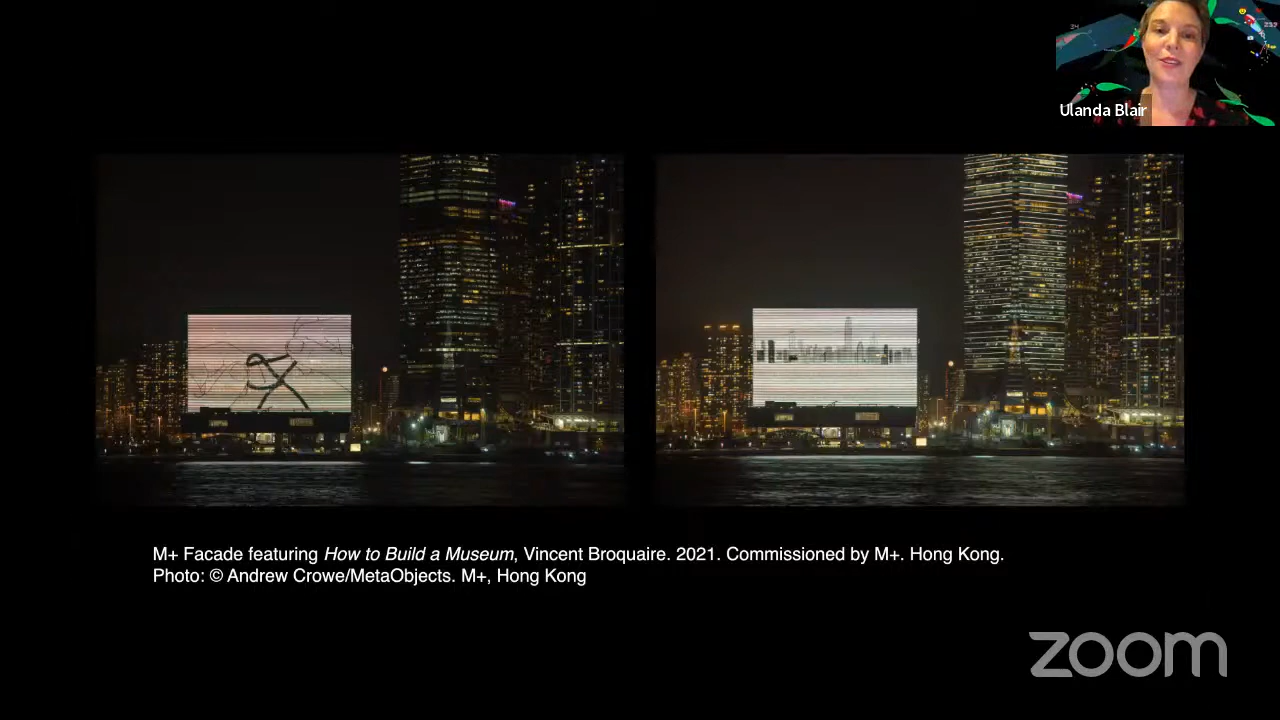 Ulanda Blair
M+ Facade featuring How to Build a Museum, Vincent Broquaire. 2021. Commissioned by M+. Hong Kong.
Photo: © Andrew Crowe/MetaObjects. M+, Hong Kong
zoom